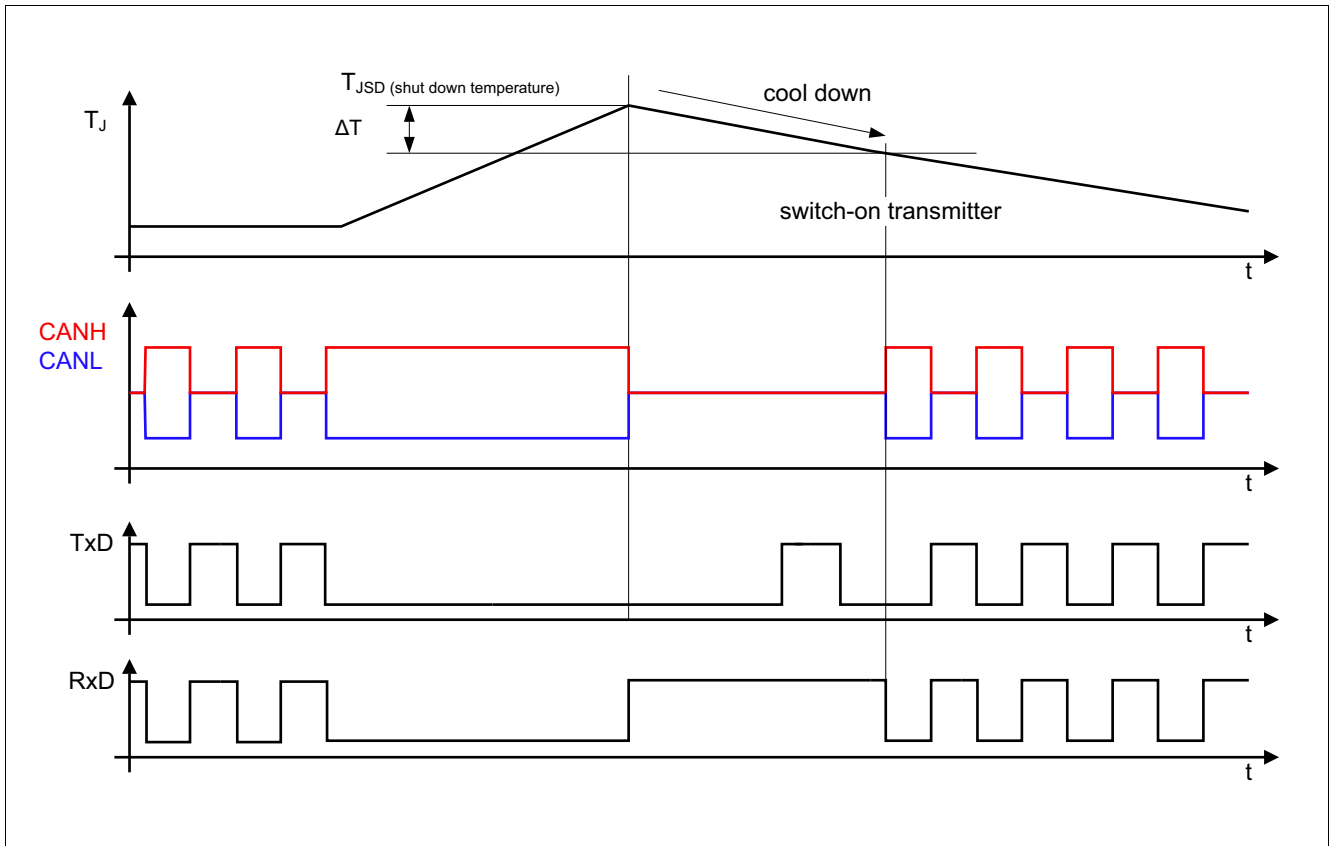 T_JSD (shut down temperature)
cool down
T_J
ΔT
switch-on transmitter
t
CANH
CANL
t
TxD
t
RxD
t